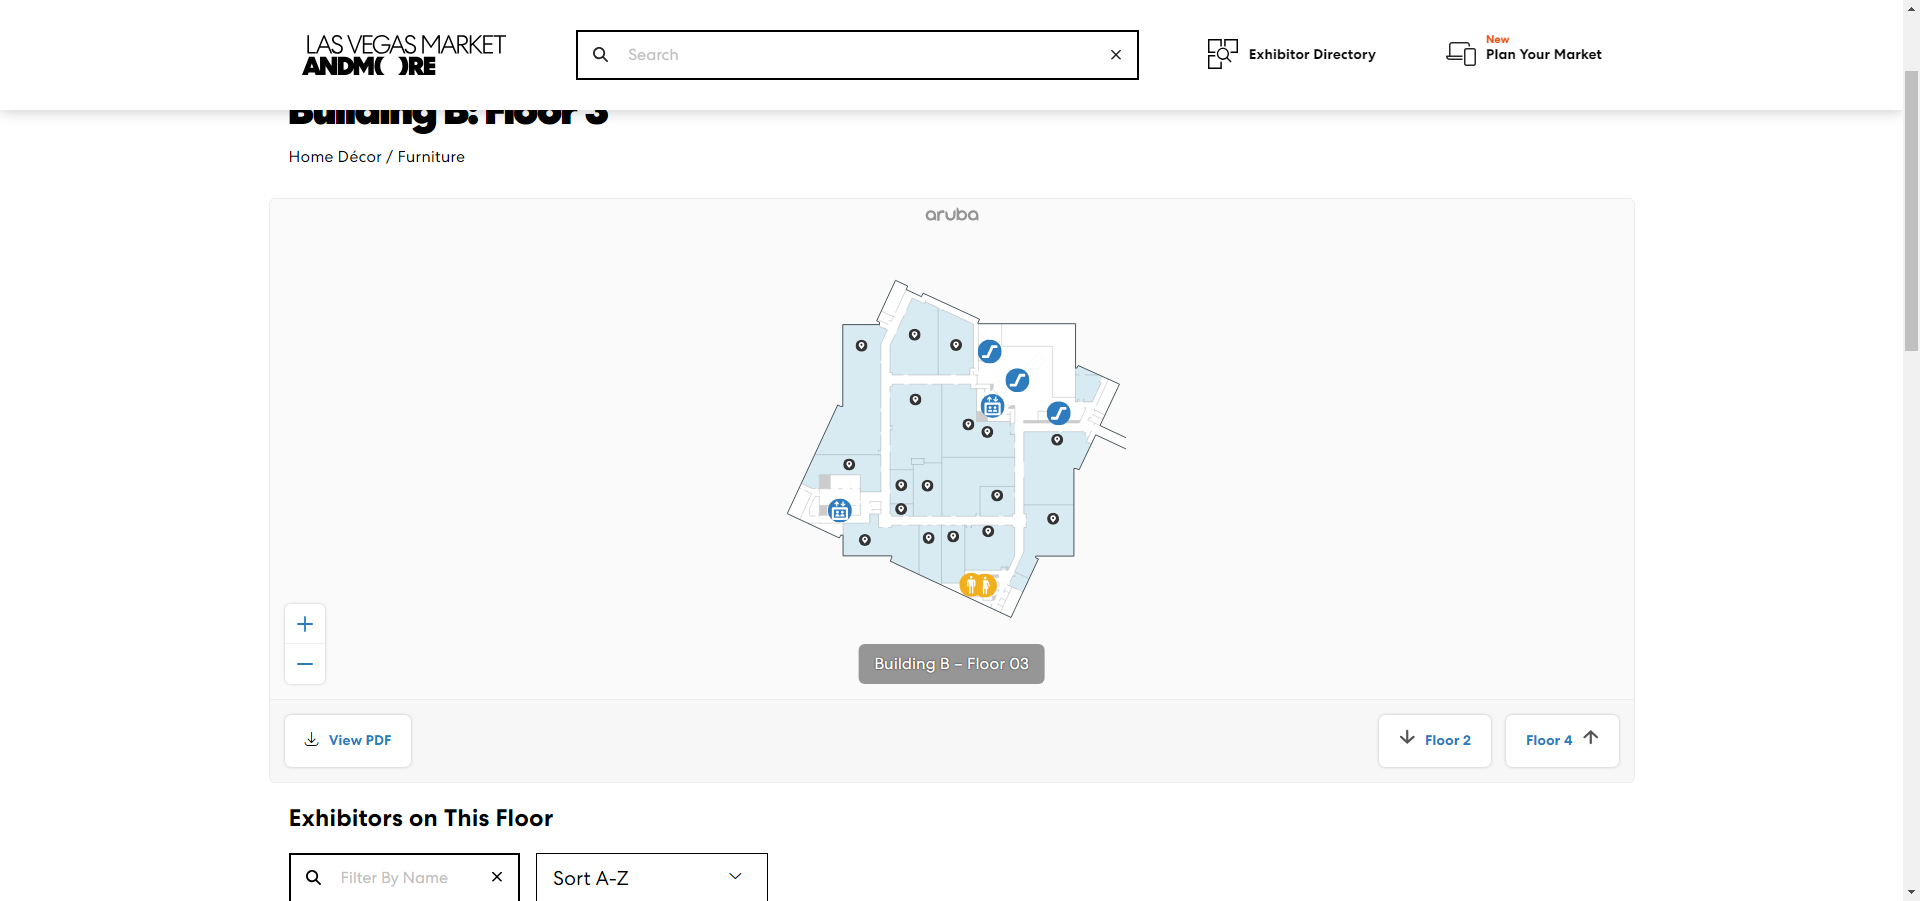 LAS VEGAS MARKET
ANDMORE
Search
Exhibitor Directory
New
Plan Your Market
Building B: Floor 3
Home Décor / Furniture
aruba
Building B – Floor 03
View PDF
Floor 2
Floor 4
Exhibitors on This Floor
Filter By Name
Sort A-Z